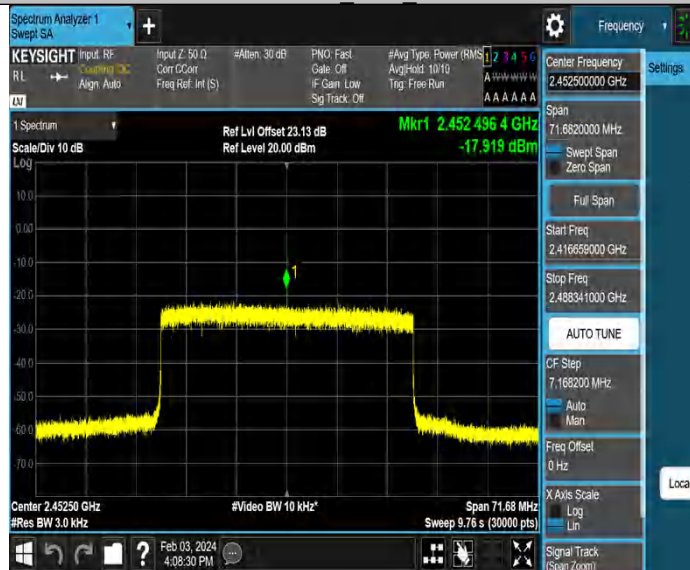 Spectrum Analyzer 1
Swept SA
+
Frequency
KEYSIGHT Input: RF
RL
Coupling: DC
Align: Auto
Input Z: 50 Ω
Corr CCorr
Freq Ref: Int (S)
#Atten: 30 dB
PNO: Fast
Gate: Off
IF Gain: Low
Sig Track: Off
#Avg Type: Power (RMS
Avg|Hold: 10/10
Trig: Free Run
1 2 3 4 5 6
A W W W W W
A A A A A A
LXI
1 Spectrum
Scale/Div 10 dB
Log
Ref Lvl Offset 23.13 dB
Ref Level 20.00 dBm
Mkr1 2.452 496 4 GHz
-17.919 dBm
10.0
0.00
-10.0
-20.0
-30.0
-40.0
-50.0
-60.0
-70.0
1
Center 2.45250 GHz
#Res BW 3.0 kHz
#Video BW 10 kHz*
Span 71.68 MHz
Sweep 9.76 s (30000 pts)
Feb 03, 2024
4:08:30 PM
?
Center Frequency
2.452500000 GHz
Settings
Span
71.6820000 MHz
Swept Span
Zero Span
Full Span
Start Freq
2.416659000 GHz
Stop Freq
2.488341000 GHz
AUTO TUNE
CF Step
7.168200 MHz
Auto
Man
Freq Offset
0 Hz
X Axis Scale
Log
Lin
Loca
Signal Track
(Span Zoom)